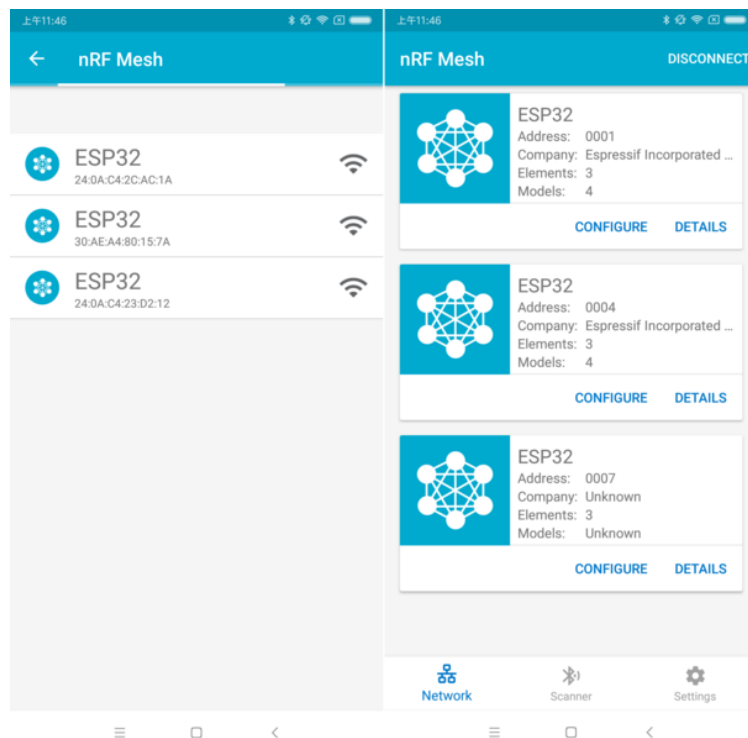 上午11:46
nRF Mesh
ESP32
24:0A:C4:2C:AC:1A
ESP32
30:AE:A4:80:15:7A
ESP32
24:0A:C4:23:D2:12
上午11:46
nRF Mesh DISCONNECT
ESP32
Address: 0001
Company: Espressif Incorporated ...
Elements: 3
Models: 4
CONFIGURE DETAILS
ESP32
Address: 0004
Company: Espressif Incorporated ...
Elements: 3
Models: 4
CONFIGURE DETAILS
ESP32
Address: 0007
Company: Unknown
Elements: 3
Models: Unknown
CONFIGURE DETAILS
Network Scanner Settings